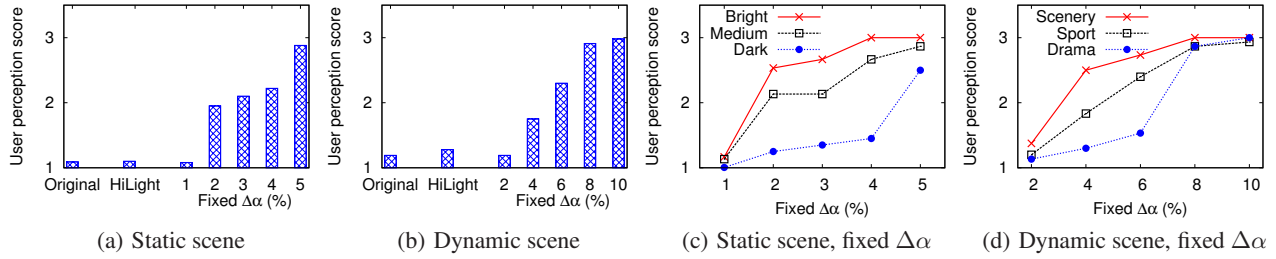 User perception score
3
2
1
Original HiLight 1 2 3 4 5
Fixed Δα (%)
(a) Static scene
User perception score
3
2
1
Original HiLight 2 4 6 8 10
Fixed Δα (%)
(b) Dynamic scene
User perception score
3
2
1
Bright
Medium
Dark
1 2 3 4 5
Fixed Δα (%)
(c) Static scene, fixed Δα
User perception score
3
2
1
Scenery
Sport
Drama
2 4 6 8 10
Fixed Δα (%)
(d) Dynamic scene, fixed Δα